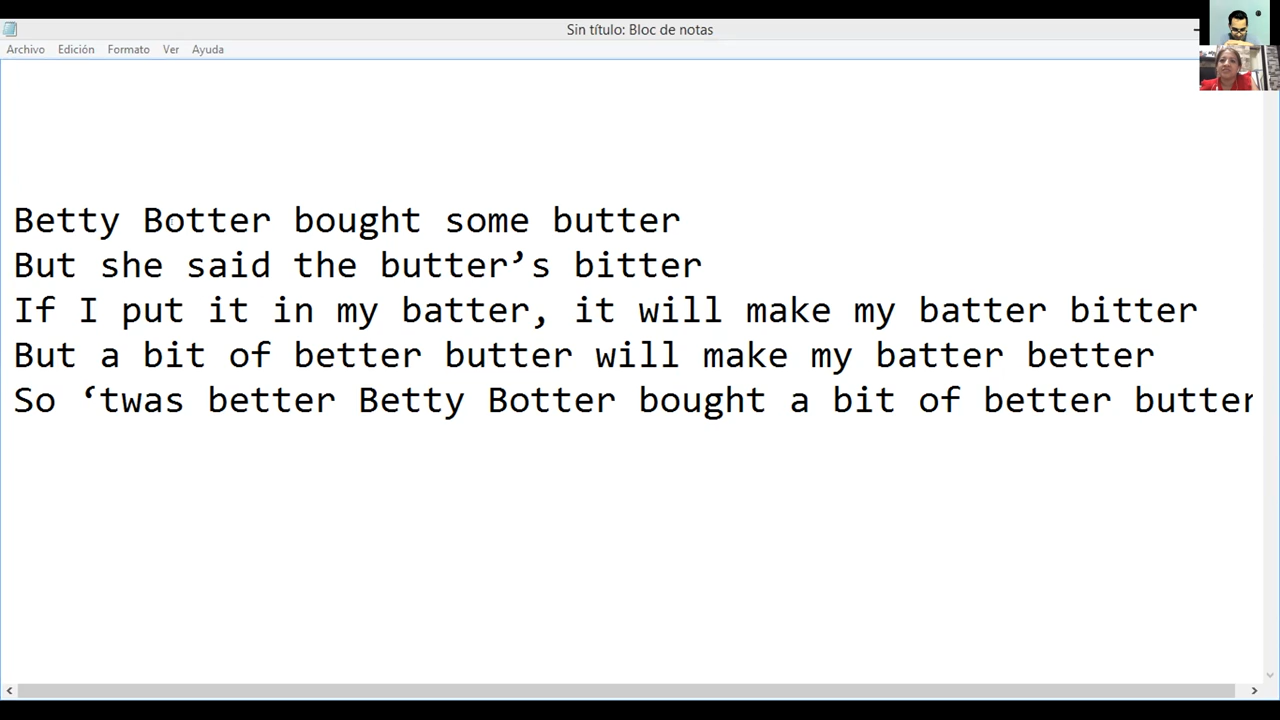 Sin título: Bloc de notas
Archivo Edición Formato Ver Ayuda
Betty Botter bought some butter
But she said the butter’s bitter
If I put it in my batter, it will make my batter bitter
But a bit of better butter will make my batter better
So ‘twas better Betty Botter bought a bit of better butter